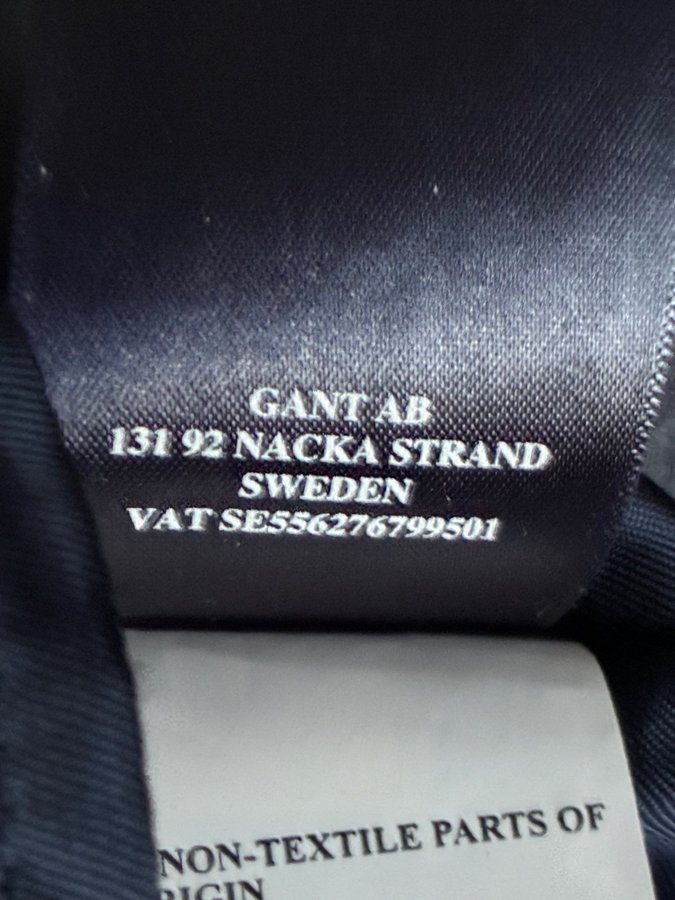 GANT AB
131 92 NACKA STRAND
SWEDEN
VAT SE556276799501
NON-TEXTILE PARTS OF